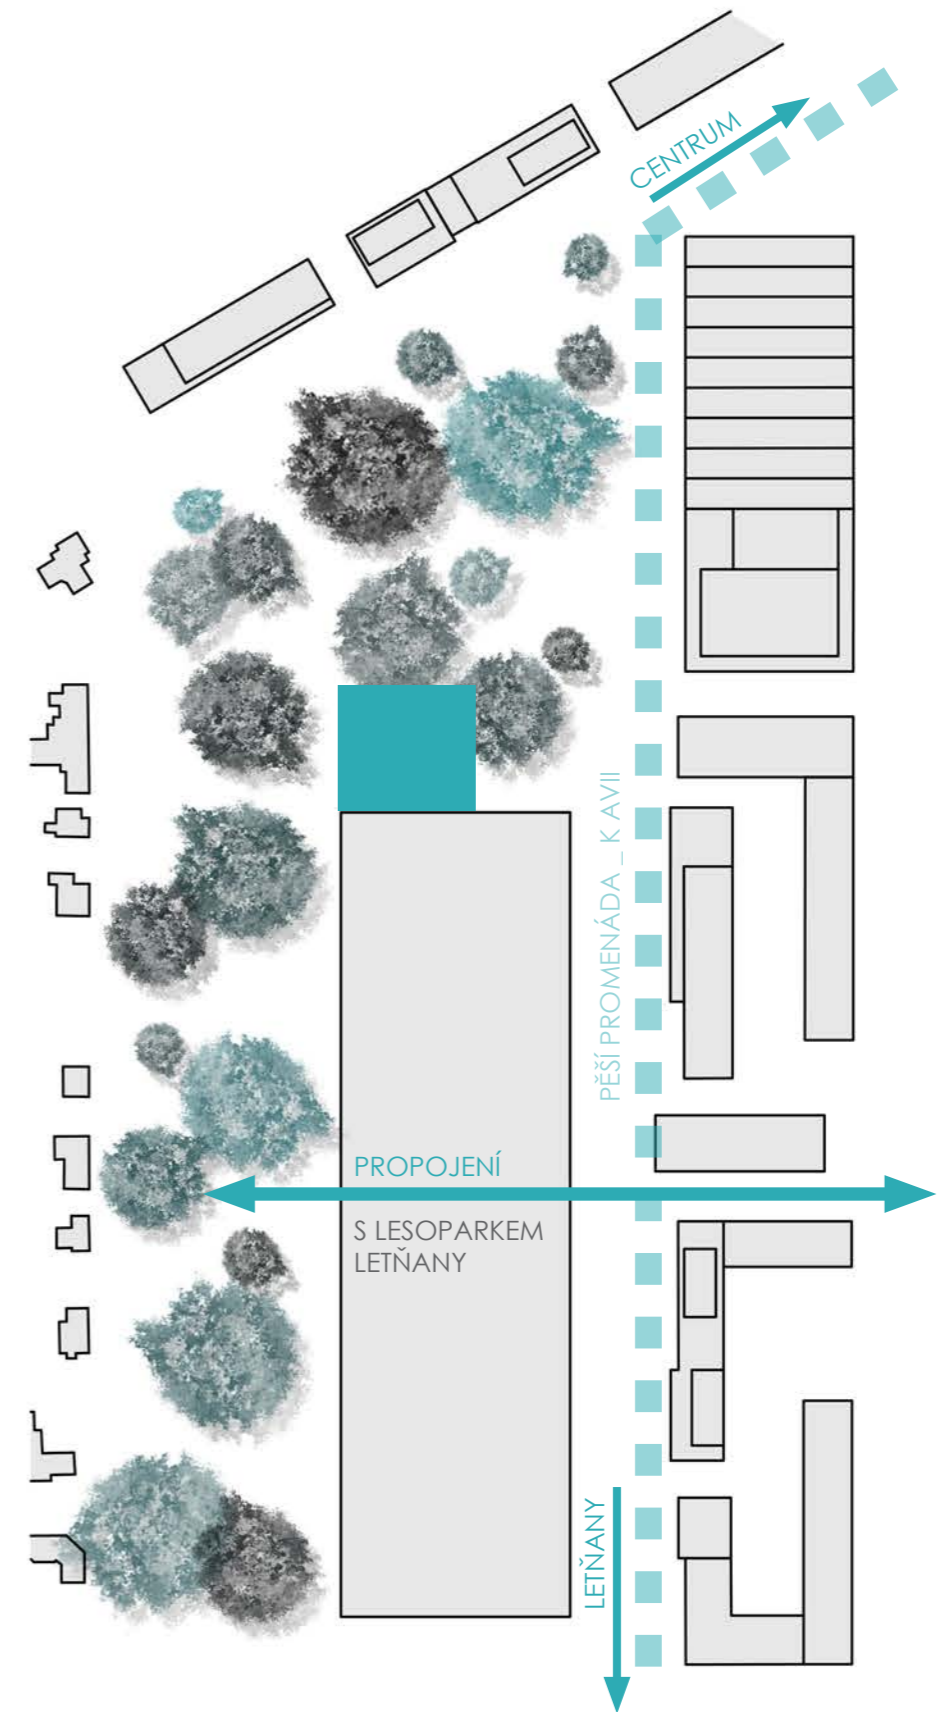 CENTRUM
PĚŠÍ PROMENÁDA _ K AVII
PROPOJENÍ
S LESOPARKEM
LETŇANY
LETŇANY